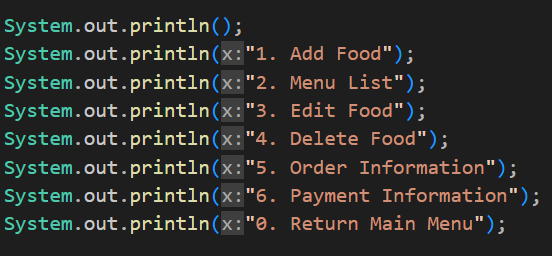 System.out.println();
System.out.println(x:"1. Add Food");
System.out.println(x:"2. Menu List");
System.out.println(x:"3. Edit Food");
System.out.println(x:"4. Delete Food");
System.out.println(x:"5. Order Information");
System.out.println(x:"6. Payment Information");
System.out.println(x:"0. Return Main Menu");